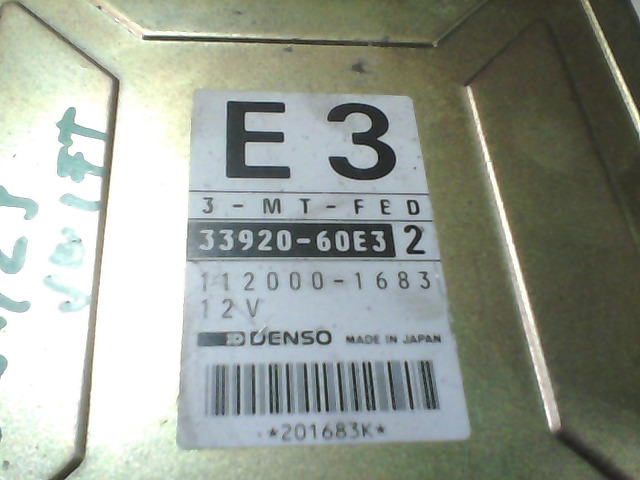 E3
3-MT-FED
33920-60E3 2
112000-1683
12V
DENSO MADE IN JAPAN
*201683K*